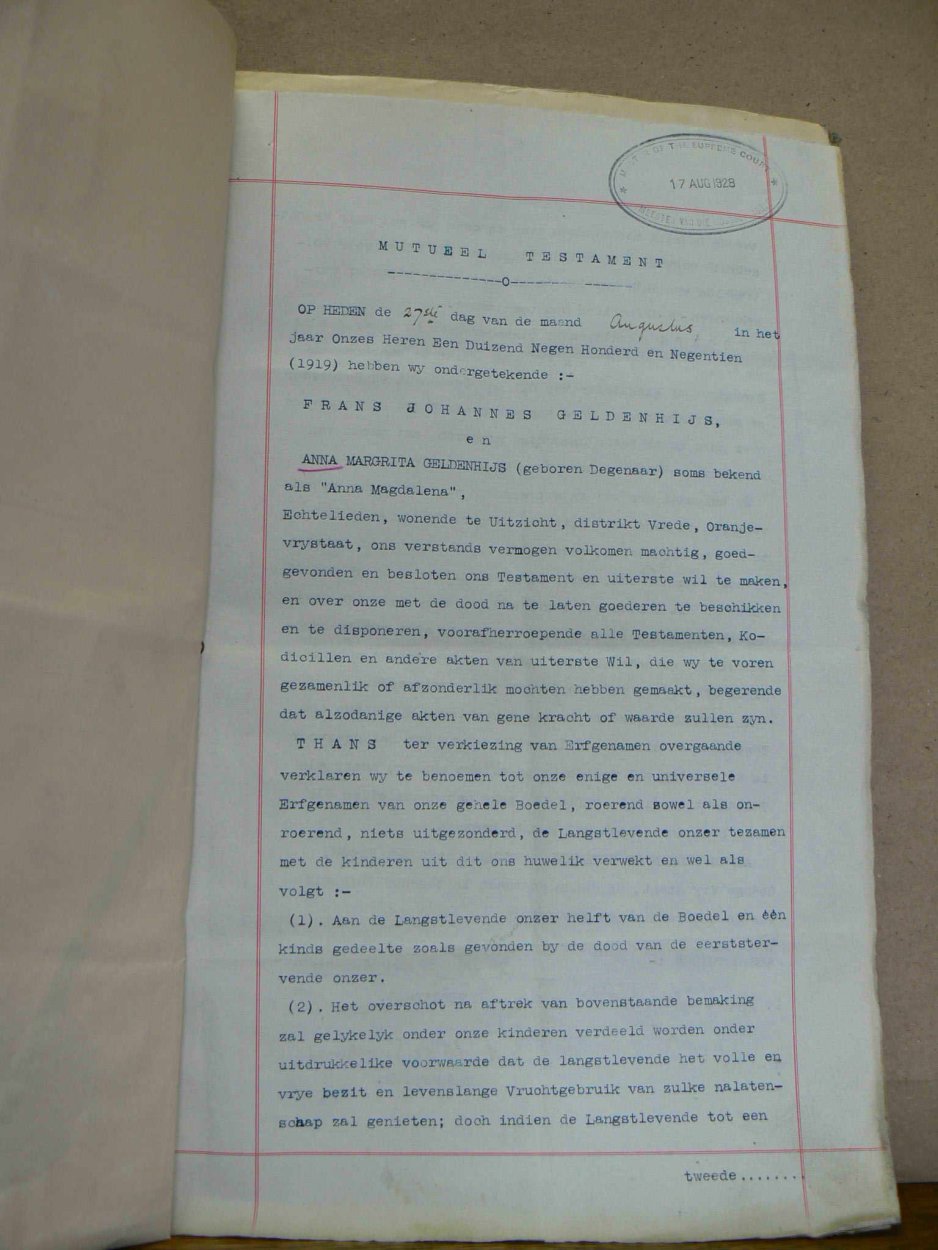 MASTER OF THE SUPREME COURT
17 AUG 1928
MUTUEEL TESTAMENT
--------------o--------- ------
OP HEDEN de 27ste dag van de maand Augustus, in het
jaar Onzes Heren Een Duizend Negen Honderd en Negentien
(1919) hebben wy ondergetekende :-
FRANS JOHANNES GELDENHIJS,
en
ANNA MARGRITA GELDENHIJS (geboren Degenaar) soms bekend
als "Anna Magdalena",
Echtelieden, wonende te Uitzicht, distrikt Vrede, Oranje-
vrystaat, ons verstands vermogen volkomen machtig, goed-
gevonden en besloten ons Testament en uiterste wil te maken,
en over onze met de dood na te laten goederen te beschikken
en te disponeren, voorafherroepende alle Testamenten, Ko-
dicillen en andere akten van uiterste Wil, die wy te voren
gezamenlik of afzonderlik mochten hebben gemaakt, begerende
dat alzodanige akten van gene kracht of waarde zullen zyn.
THANS ter verkiezing van Erfgenamen overgaande
verklaren wy te benoemen tot onze enige en universele
Erfgenamen van onze gehele Boedel, roerend sowel als on-
roerend, niets uitgezonderd, de Langstlevende onzer tezamen
met de kinderen uit dit ons huwelik verwekt en wel als
volgt :-
(1). Aan de Langstlevende onzer helft van de Boedel en één
kinds gedeelte zoals gevonden by de dood van de eerstster-
vende onzer.
(2). Het overschot na aftrek van bovenstaande bemaking
zal gelykelyk onder onze kinderen verdeeld worden onder
uitdrukkelike voorwaarde dat de langstlevende het volle en
vrye bezit en levenslange Vruchtgebruik van zulke nalaten-
schap zal genieten; doch indien de Langstlevende tot een
tweede........